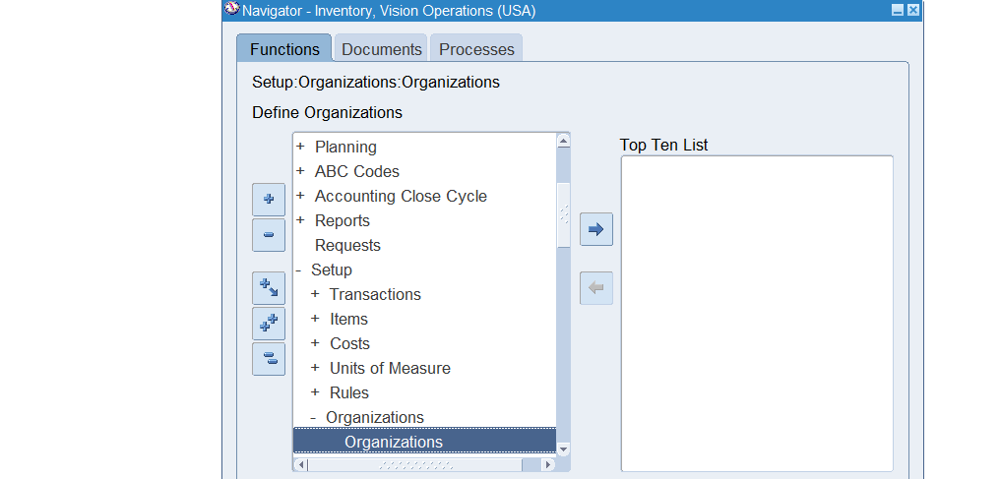 Navigator - Inventory, Vision Operations (USA)
Functions Documents Processes
Setup:Organizations:Organizations
Define Organizations
Top Ten List
+ Planning
+ ABC Codes
+ Accounting Close Cycle
+ Reports
Requests
- Setup
+ Transactions
+ Items
+ Costs
+ Units of Measure
+ Rules
- Organizations
Organizations